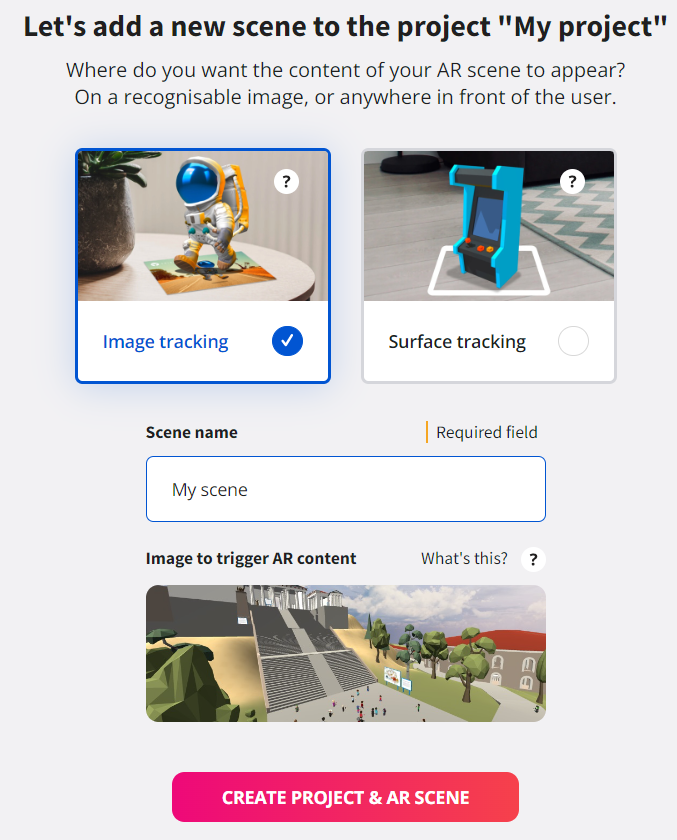 Let's add a new scene to the project "My project"
Where do you want the content of your AR scene to appear?
On a recognisable image, or anywhere in front of the user.
?
?
Image tracking
Surface tracking
Scene name
Required field
My scene
Image to trigger AR content
What's this?
?
CREATE PROJECT & AR SCENE